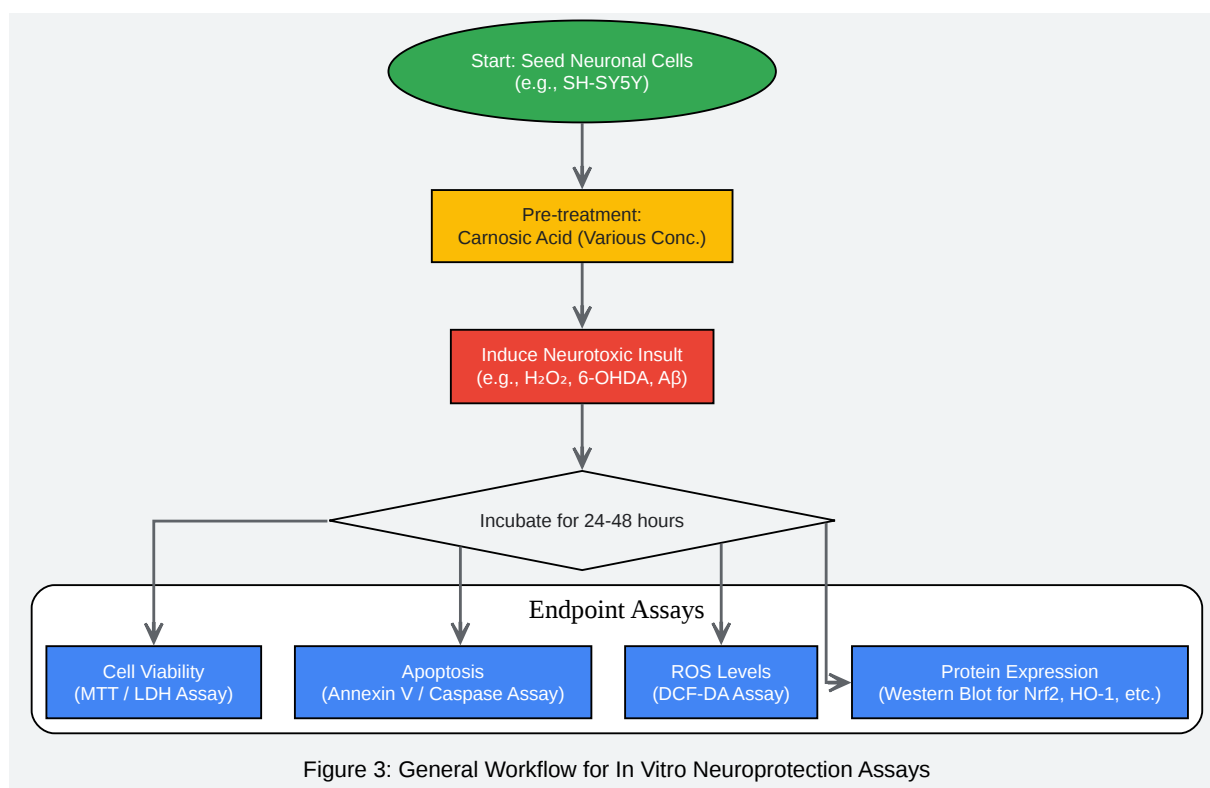 Start: Seed Neuronal Cells
(e.g., SH-SY5Y)
Pre-treatment:
Carnosic Acid (Various Conc.)
Induce Neurotoxic Insult
(e.g., H₂O₂, 6-OHDA, Aβ)
Incubate for 24-48 hours
Endpoint Assays
Cell Viability
(MTT / LDH Assay)
Apoptosis
(Annexin V / Caspase Assay)
ROS Levels
(DCF-DA Assay)
Protein Expression
(Western Blot for Nrf2, HO-1, etc.)
Figure 3: General Workflow for In Vitro Neuroprotection Assays